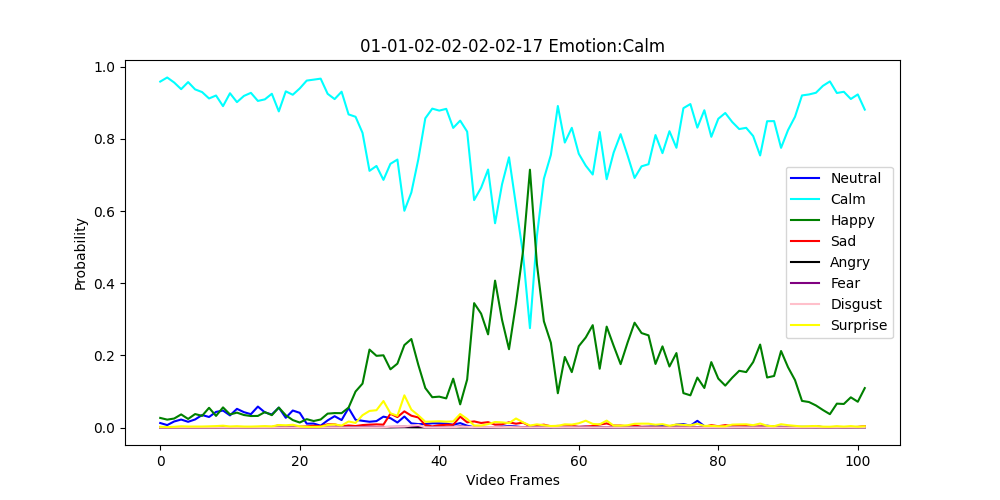 01-01-02-02-02-02-17 Emotion:Calm
1.0
0.8
0.6
0.4
0.2
0.0
Probability
0 20 40 60 80 100
Video Frames
Neutral
Calm
Happy
Sad
Angry
Fear
Disgust
Surprise